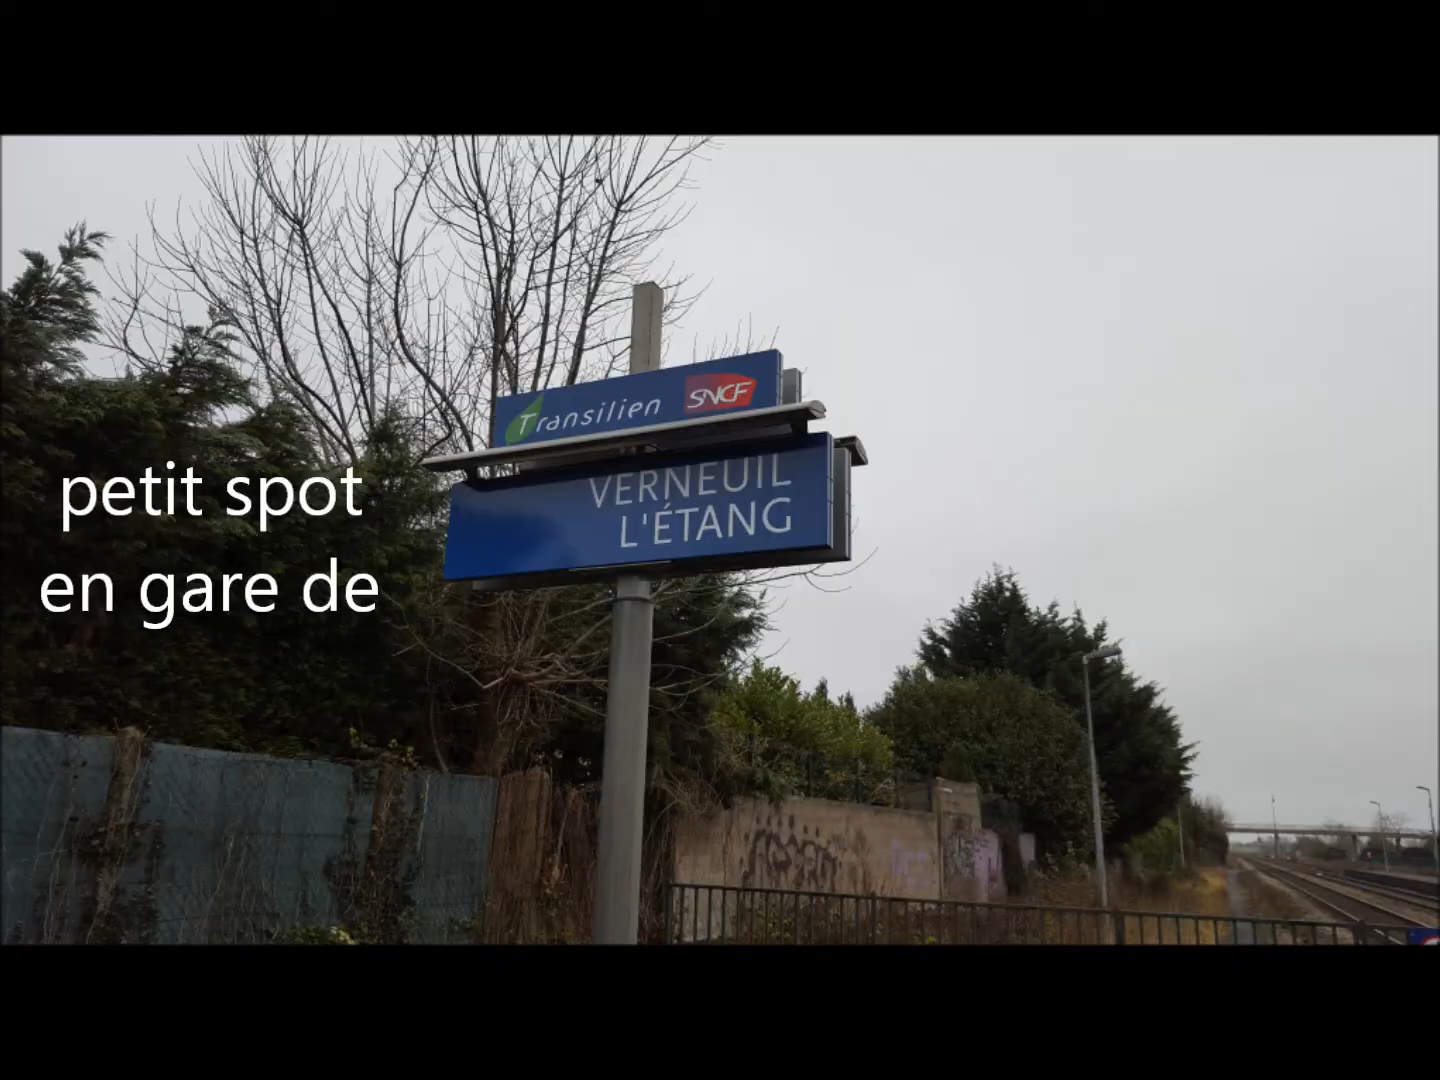 petit spot
en gare de
Transilien SNCF
VERNEUIL
L'ÉTANG